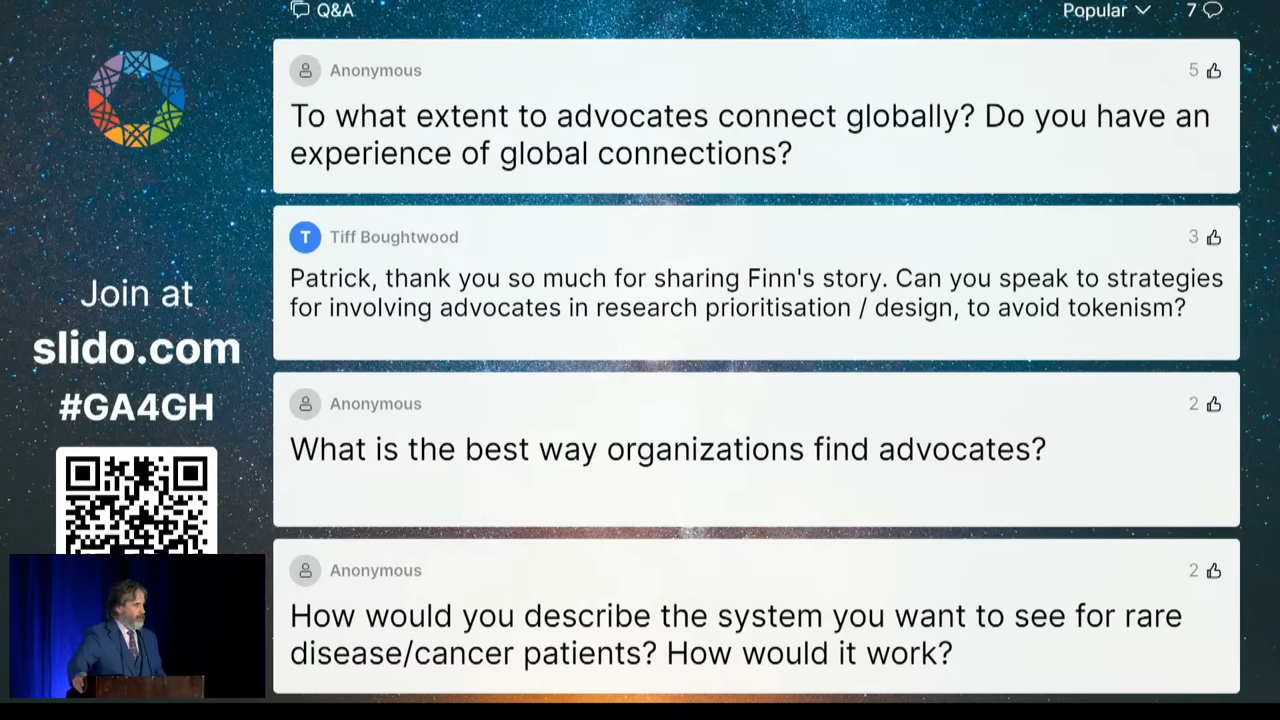 Q&A
Popular
7
Anonymous
5
To what extent to advocates connect globally? Do you have an
experience of global connections?
T
Tiff Boughtwood
3
Patrick, thank you so much for sharing Finn's story. Can you speak to strategies
for involving advocates in research prioritisation / design, to avoid tokenism?
Join at
slido.com
#GA4GH
Anonymous
2
What is the best way organizations find advocates?
Anonymous
2
How would you describe the system you want to see for rare
disease/cancer patients? How would it work?